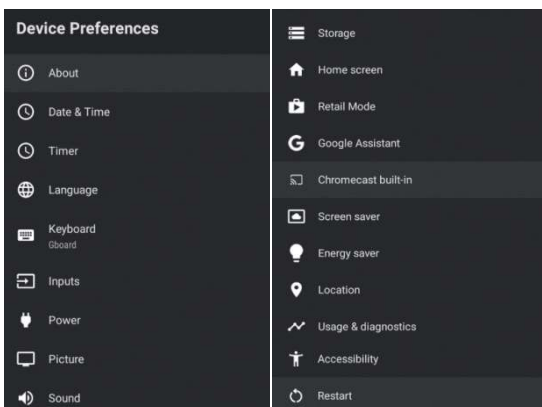 Device Preferences
About
Date & Time
Timer
Language
Keyboard
Gboard
Inputs
Power
Picture
Sound
Storage
Home screen
Retail Mode
Google Assistant
Chromecast built-in
Screen saver
Energy saver
Location
Usage & diagnostics
Accessibility
Restart